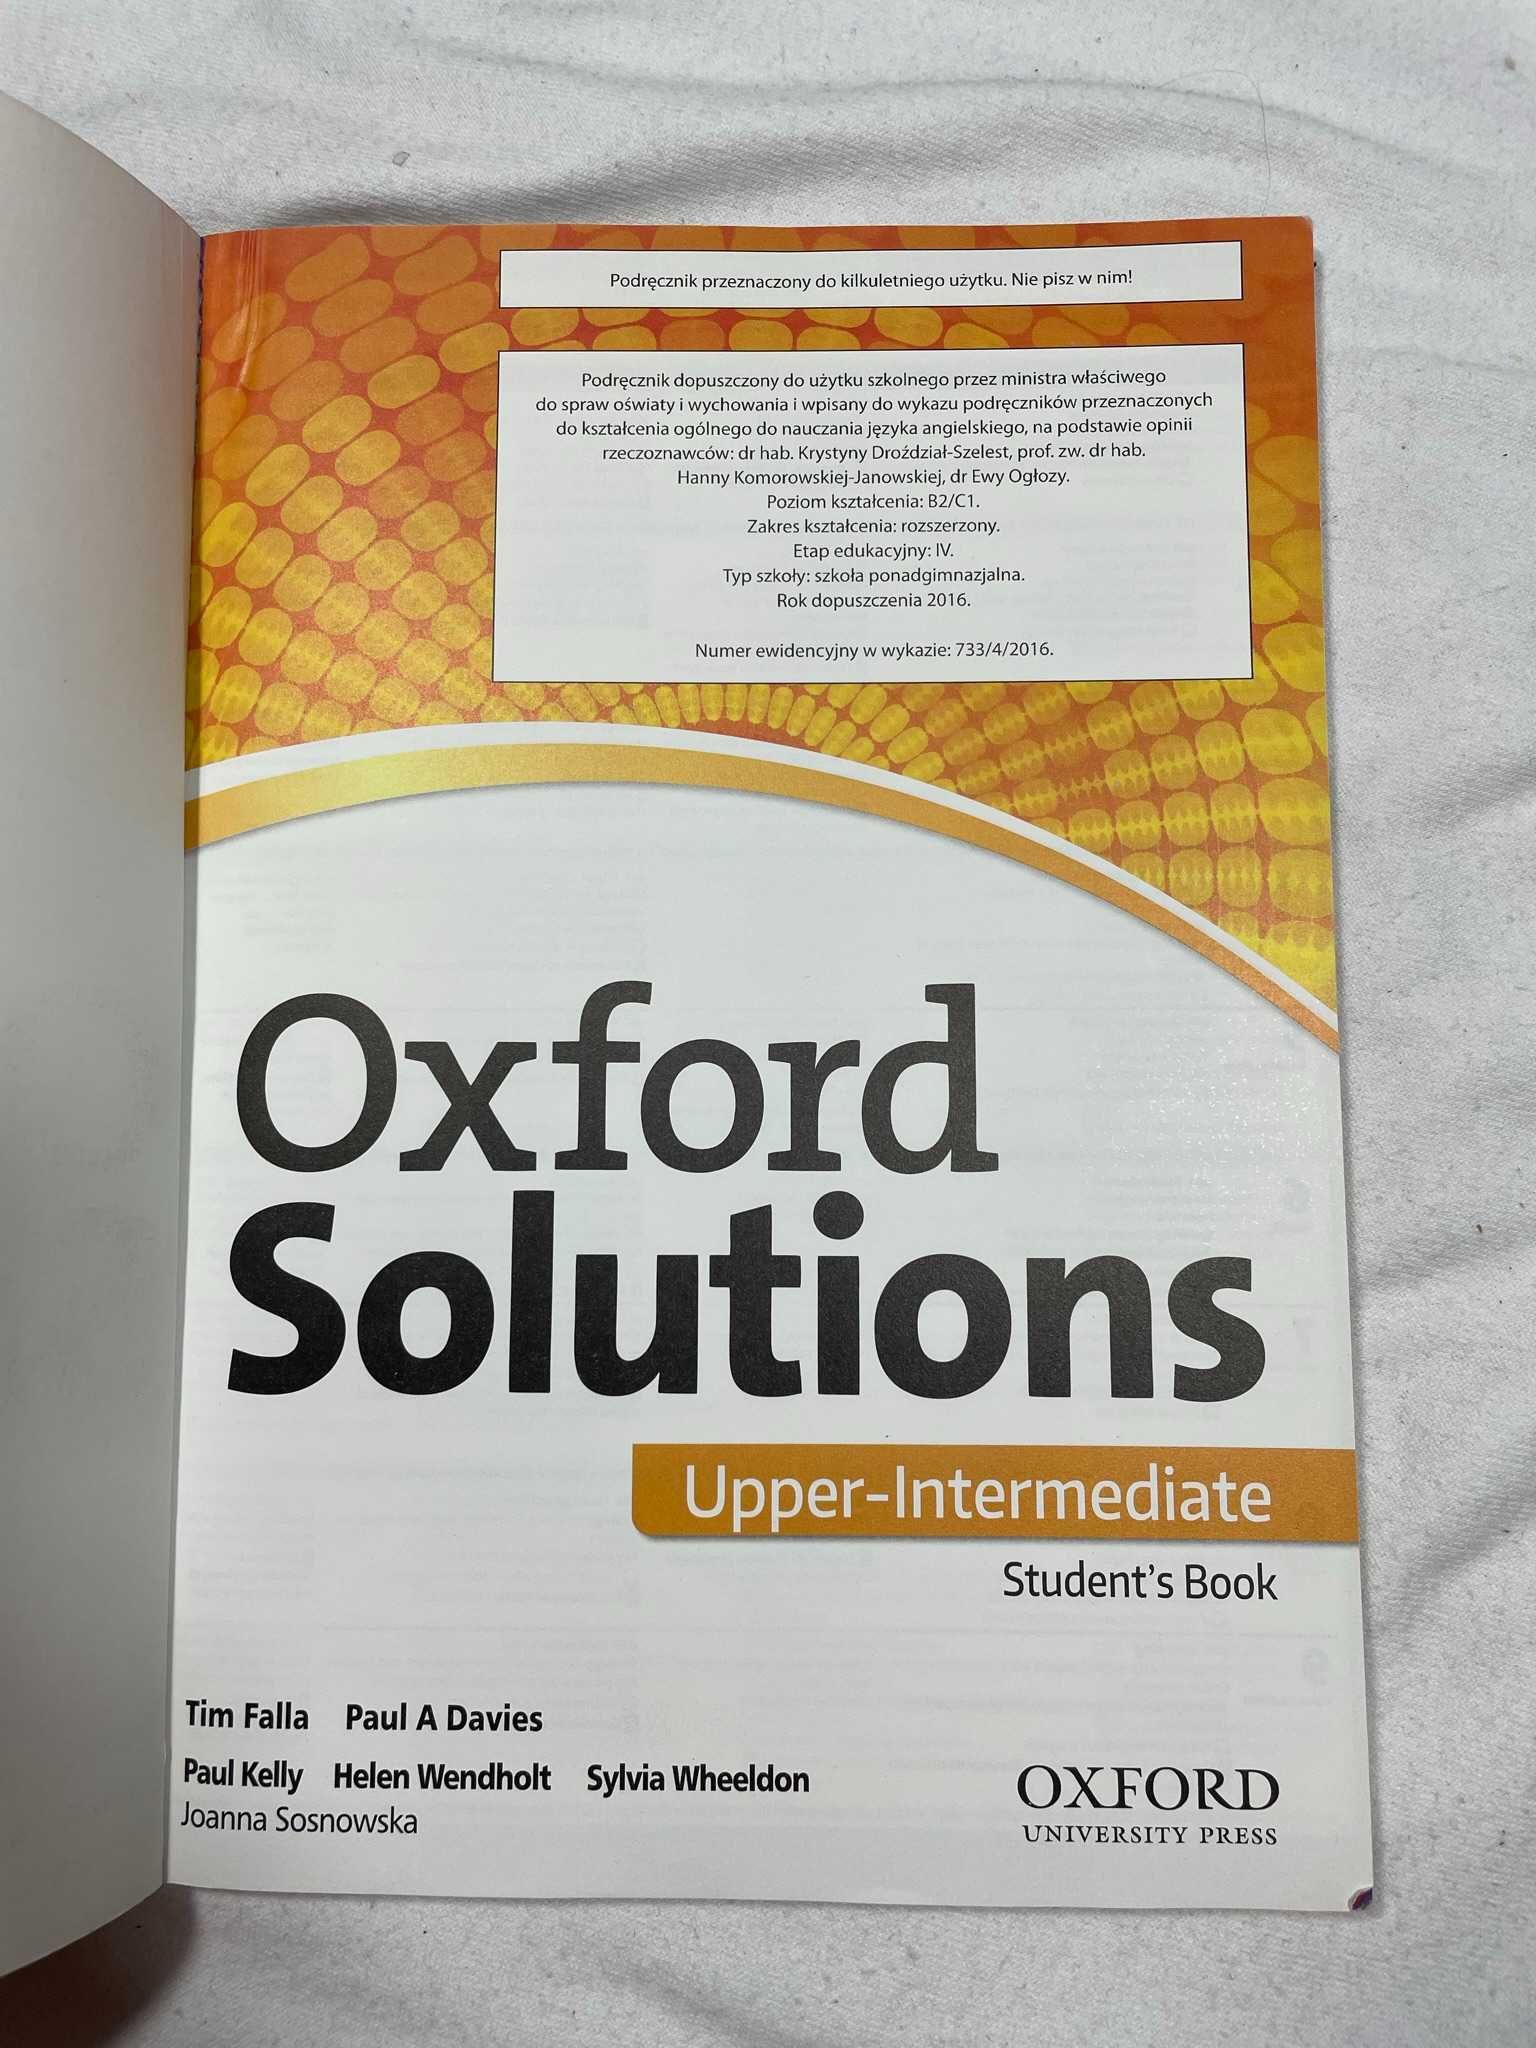 Podręcznik przeznaczony do kilkuletniego użytku. Nie pisz w nim!
Podręcznik dopuszczony do użytku szkolnego przez ministra właściwego
do spraw oświaty i wychowania i wpisany do wykazu podręczników przeznaczonych
do kształcenia ogólnego do nauczania języka angielskiego, na podstawie opinii
rzeczoznawców: dr hab. Krystyny Droździał-Szelest, prof. zw. dr hab.
Hanny Komorowskiej-Janowskiej, dr Ewy Ogłozy.
Poziom kształcenia: B2/C1.
Zakres kształcenia: rozszerzony.
Etap edukacyjny: IV.
Typ szkoły: szkoła ponadgimnazjalna.
Rok dopuszczenia 2016.
Numer ewidencyjny w wykazie: 733/4/2016.
Oxford
Solutions
Upper-Intermediate
Student's Book
Tim Falla Paul A Davies
Paul Kelly Helen Wendholt Sylvia Wheeldon
Joanna Sosnowska
OXFORD
UNIVERSITY PRESS